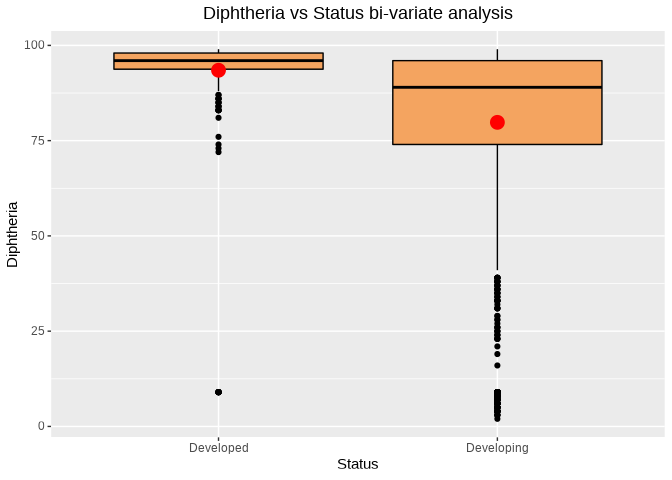 Diphtheria vs Status bi-variate analysis
100
75
50
25
0
Diphtheria
Developed
Developing
Status